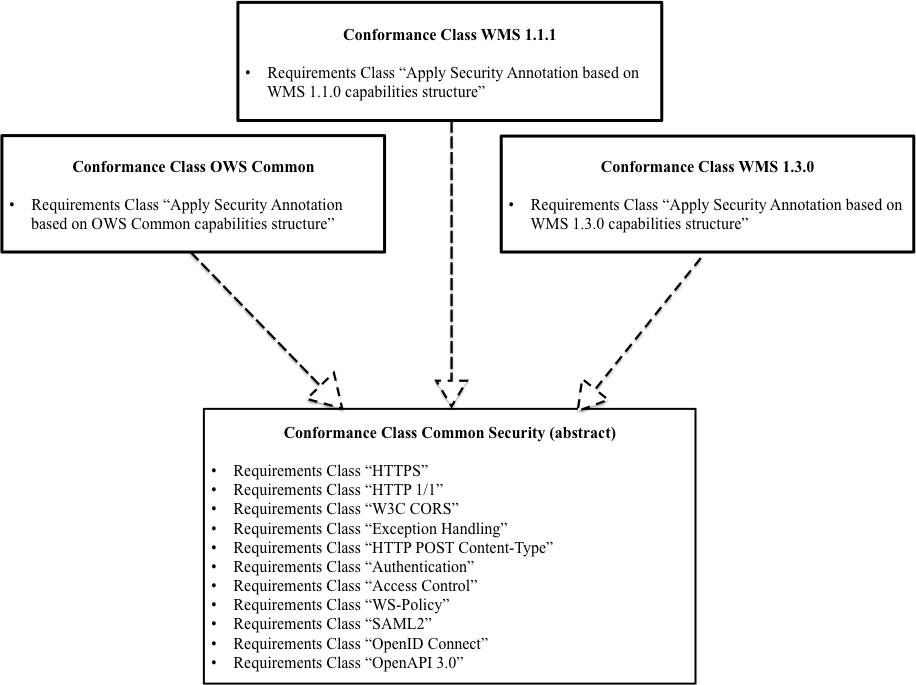 Conformance Class WMS 1.1.1
• Requirements Class “Apply Security Annotation based on
WMS 1.1.0 capabilities structure”
Conformance Class OWS Common
• Requirements Class “Apply Security Annotation
based on OWS Common capabilities structure”
Conformance Class WMS 1.3.0
• Requirements Class “Apply Security Annotation based on
WMS 1.3.0 capabilities structure”
Conformance Class Common Security (abstract)
• Requirements Class “HTTPS”
• Requirements Class “HTTP 1/1”
• Requirements Class “W3C CORS”
• Requirements Class “Exception Handling”
• Requirements Class “HTTP POST Content-Type”
• Requirements Class “Authentication”
• Requirements Class “Access Control”
• Requirements Class “WS-Policy”
• Requirements Class “SAML2”
• Requirements Class “OpenID Connect”
• Requirements Class “OpenAPI 3.0”